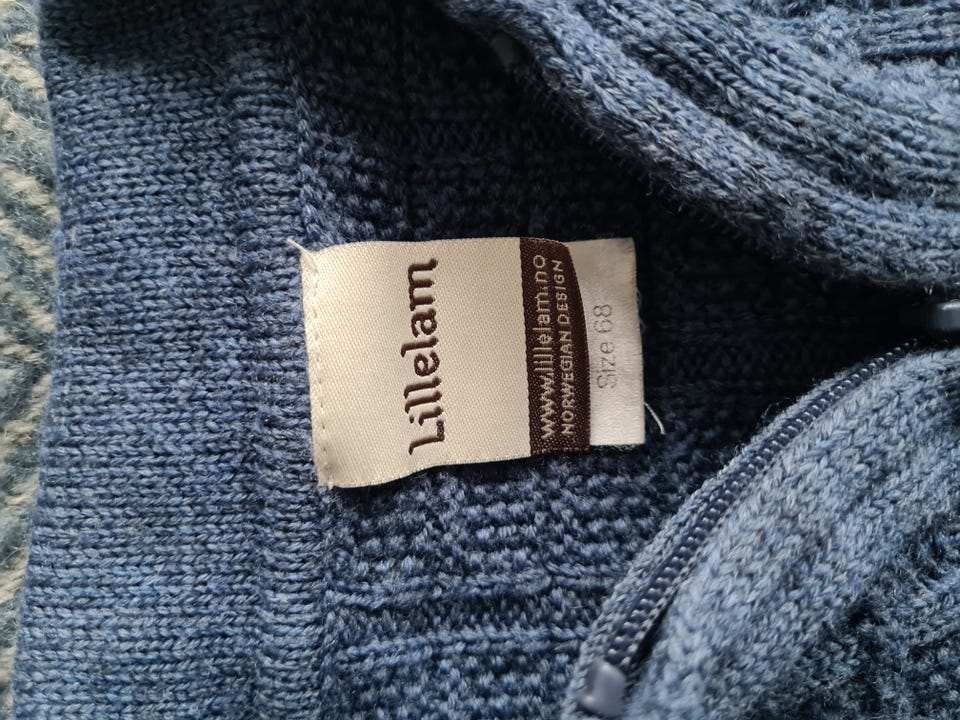 Lillelam
www.lillelam.no
NORWEGIAN DESIGN
Size 68